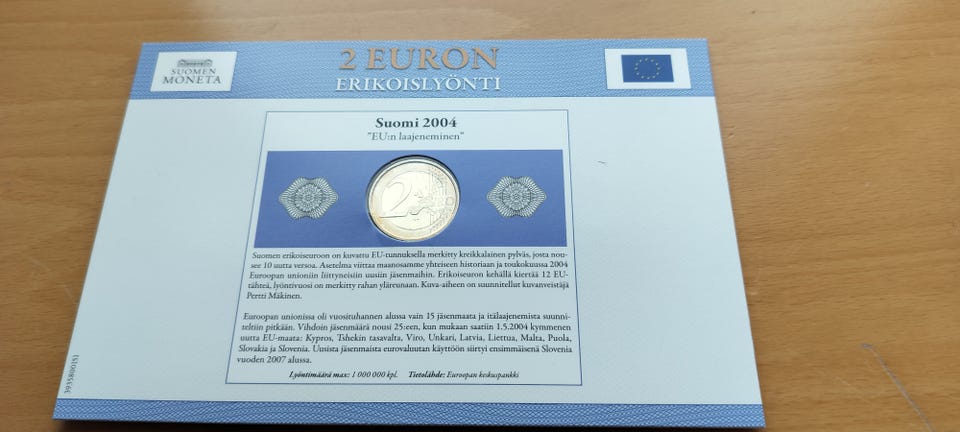 SUOMEN
MONETA
2 EURON
ERIKOISLYÖNTI
Suomi 2004
"EU:n laajeneminen"
2 EURO
Suomen erikoiseuroon on kuvattu EU-tunnuksella merkitty kreikkalainen pylväs, josta nou-
see 10 uutta versoa. Asetelma viittaa maanosamme yhteiseen historiaan ja toukokuussa 2004
Euroopan unioniin liittyneisiin uusiin jäsenmaihin. Erikoiseuron kehällä kiertää 12 EU-
tähteä, lyöntivuosi on merkitty rahan yläreunaan. Kuva-aiheen on suunnitellut kuvanveistäjä
Pertti Mäkinen.
Euroopan unionissa oli vuosituhannen alussa vain 15 jäsenmaata ja itälaajenemista suunni-
teltiin pitkään. Vihdoin jäsenmäärä nousi 25:een, kun mukaan saatiin 1.5.2004 kymmenen
uutta EU-maata: Kypros, Tshekin tasavalta, Viro, Unkari, Latvia, Liettua, Malta, Puola,
Slovakia ja Slovenia. Uusista jäsenmaista eurovaluutan käyttöön siirtyi ensimmäisenä Slovenia
vuoden 2007 alussa.
Lyöntimäärä max: 1 000 000 kpl. Tietolähde: Euroopan keskuspankki
3935800151